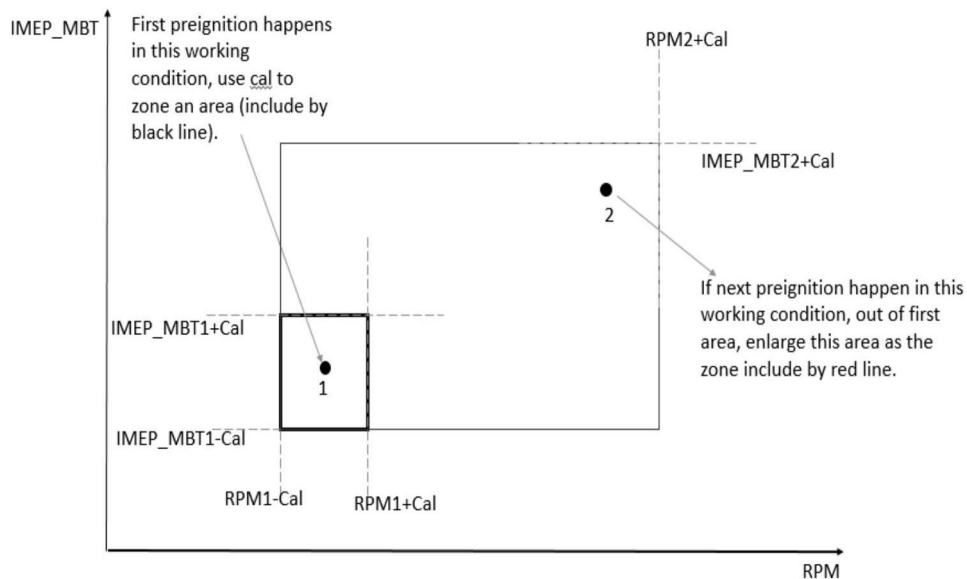 IMEP_MBT
First preignition happens
in this working
condition, use cal to
zone an area (include by
black line).
RPM2+Cal
IMEP_MBT2+Cal
2
If next preignition happen in this
working condition, out of first
area, enlarge this area as the
zone include by red line.
IMEP_MBT1+Cal
1
IMEP_MBT1-Cal
RPM1-Cal
RPM1+Cal
RPM